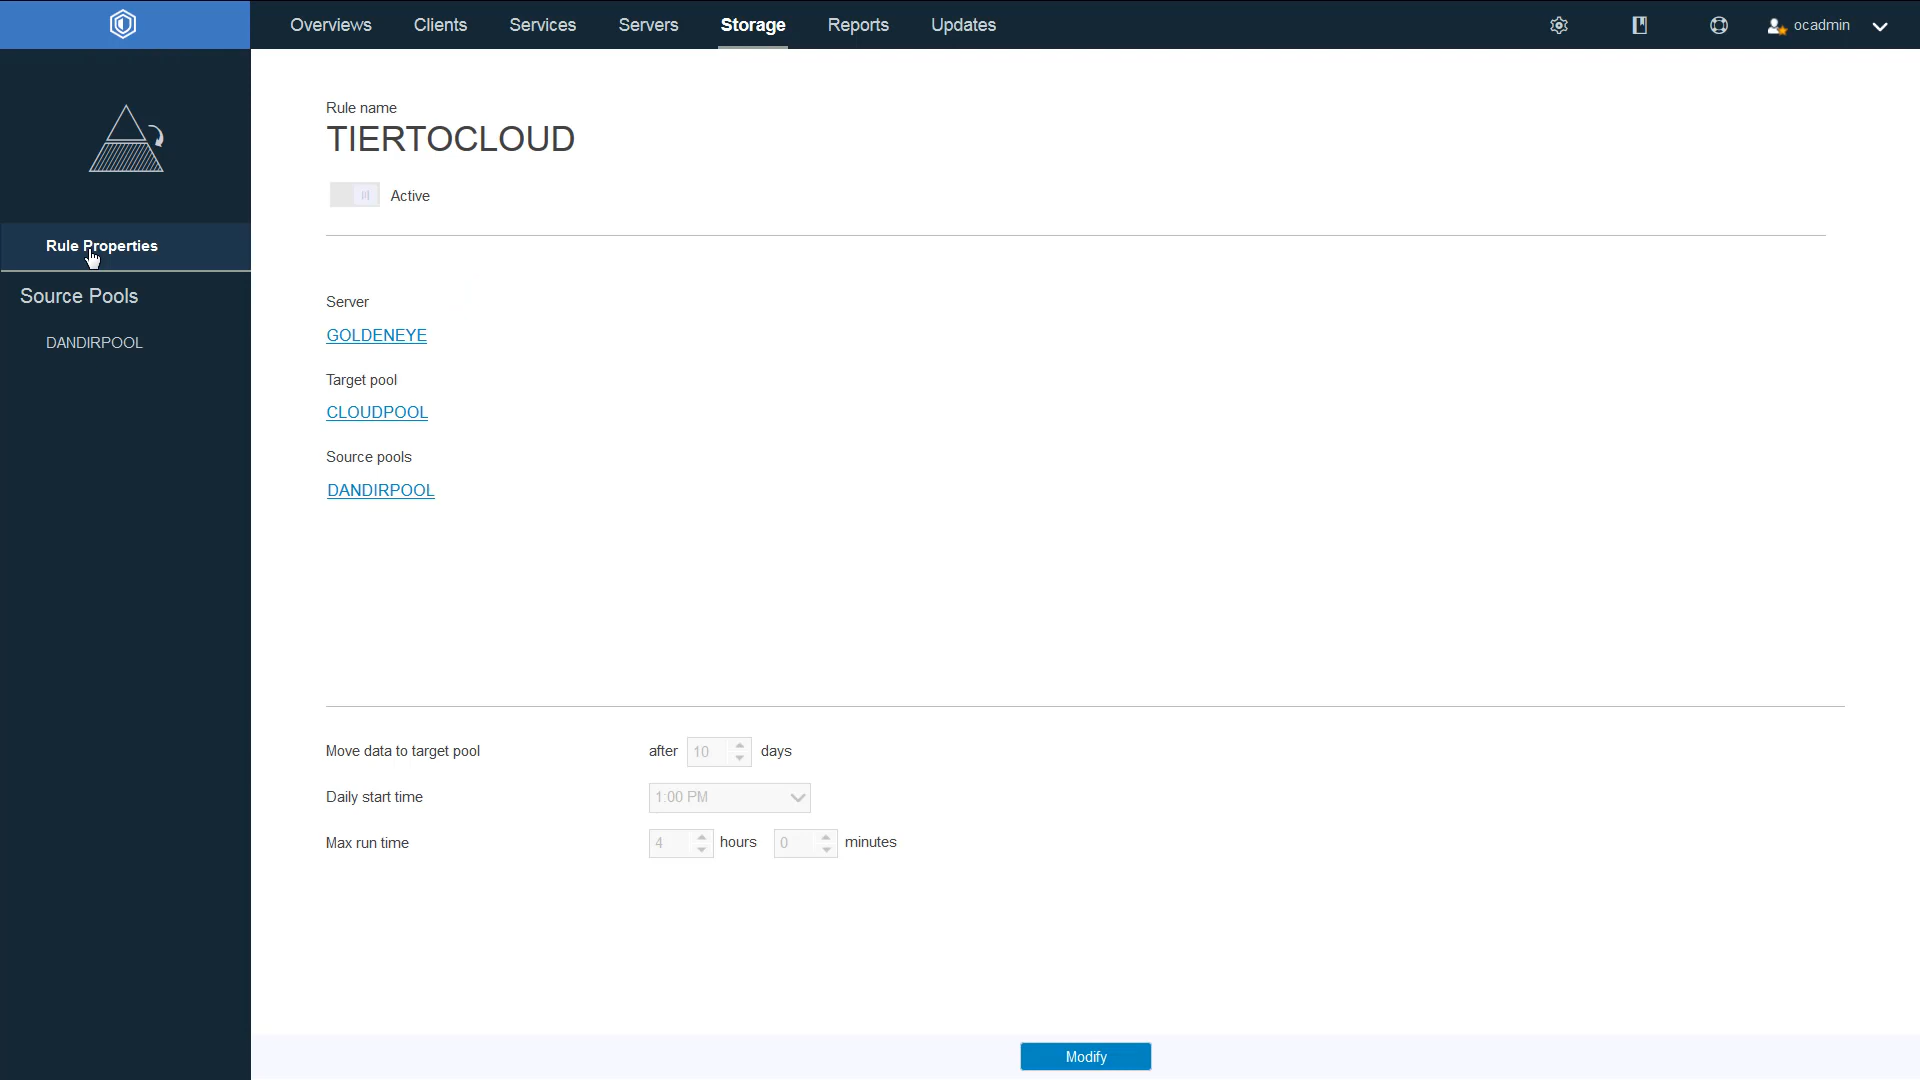 Overviews Clients Services Servers Storage Reports Updates ocadmin
Rule Properties
Source Pools
DANDIRPOOL
Rule name
TIERTOCLOUD
Active
Server
GOLDENEYE
Target pool
CLOUDPOOL
Source pools
DANDIRPOOL
Move data to target pool after 10 days
Daily start time 1:00 PM
Max run time 4 hours 0 minutes
Modify